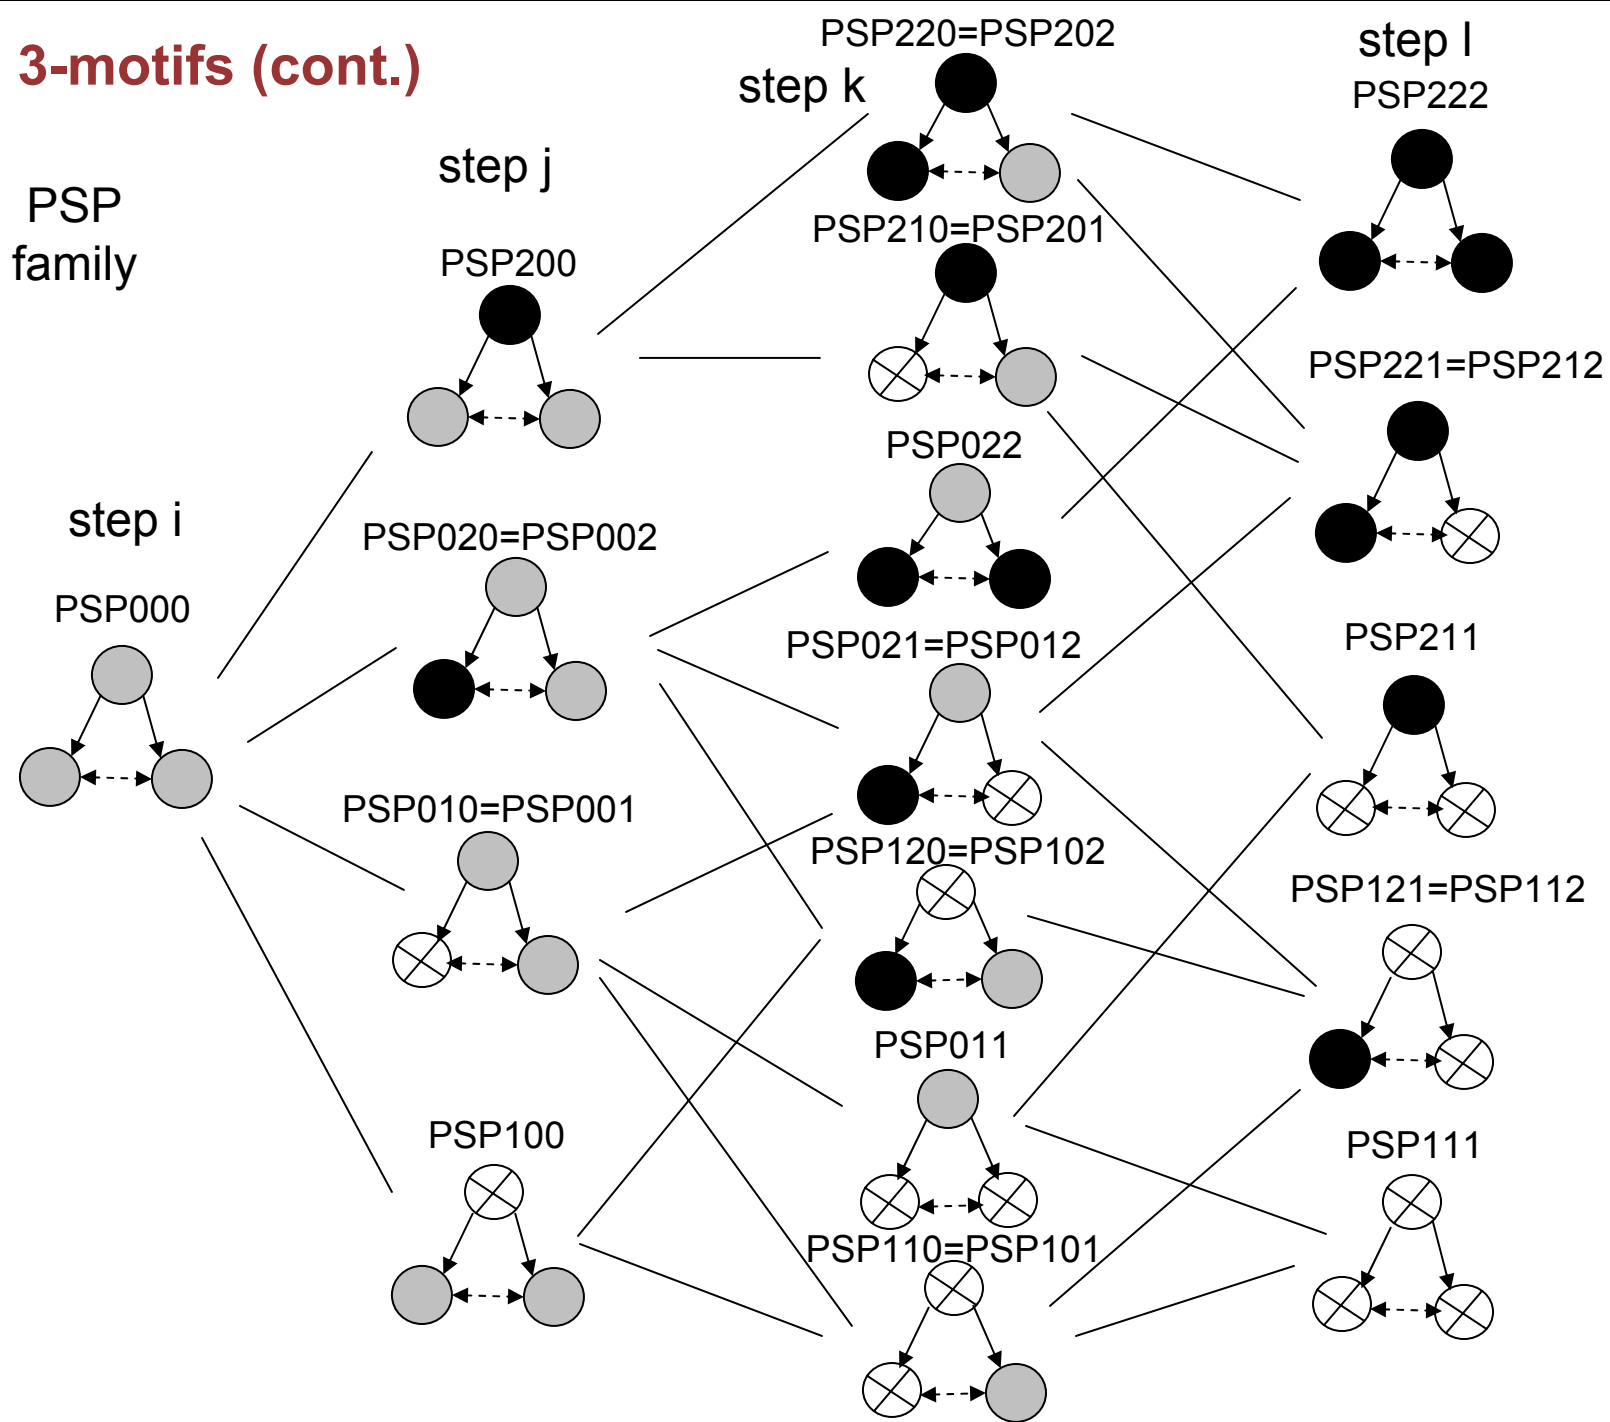 3-motifs (cont.)
PSP
family
step i
PSP000
step j
PSP200
PSP020=PSP002
PSP010=PSP001
PSP100
step k
PSP220=PSP202
PSP210=PSP201
PSP022
PSP021=PSP012
PSP120=PSP102
PSP011
PSP110=PSP101
step l
PSP222
PSP221=PSP212
PSP211
PSP121=PSP112
PSP111